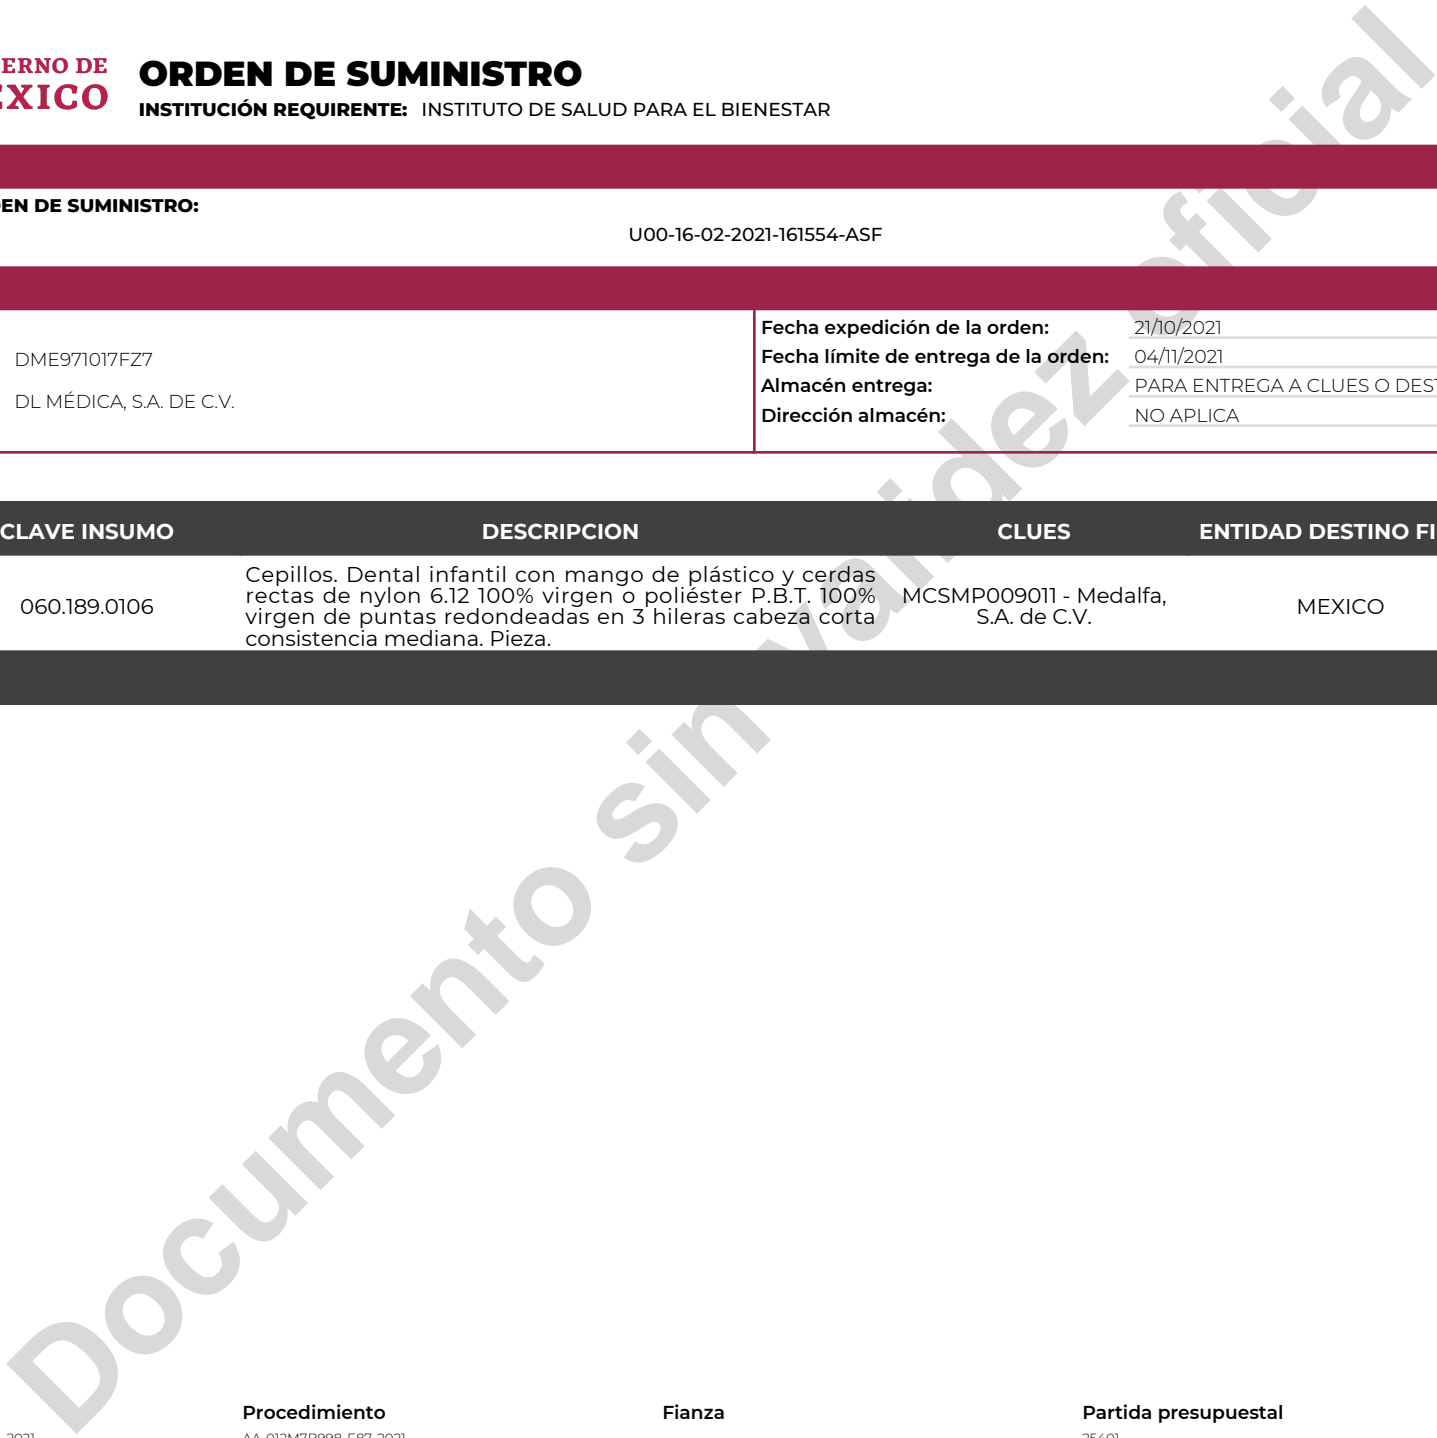 ERNO DE
EXICO
ORDEN DE SUMINISTRO
INSTITUCIÓN REQUIRENTE: INSTITUTO DE SALUD PARA EL BIENESTAR
EN DE SUMINISTRO:
U00-16-02-2021-161554-ASF
DME971017FZ7
DL MÉDICA, S.A. DE C.V.
Fecha expedición de la orden: 21/10/2021
Fecha límite de entrega de la orden: 04/11/2021
Almacén entrega: PARA ENTREGA A CLUES O DEST
Dirección almacén: NO APLICA
CLAVE INSUMO DESCRIPCION CLUES ENTIDAD DESTINO FI
060.189.0106
Cepillos. Dental infantil con mango de plástico y cerdas
rectas de nylon 6.12 100% virgen o poliéster P.B.T. 100%
virgen de puntas redondeadas en 3 hileras cabeza corta
consistencia mediana. Pieza.
MCSMP009011 - Medalfa,
S.A. de C.V.
MEXICO
Documento sin validez oficial
Procedimiento Fianza Partida presupuestal